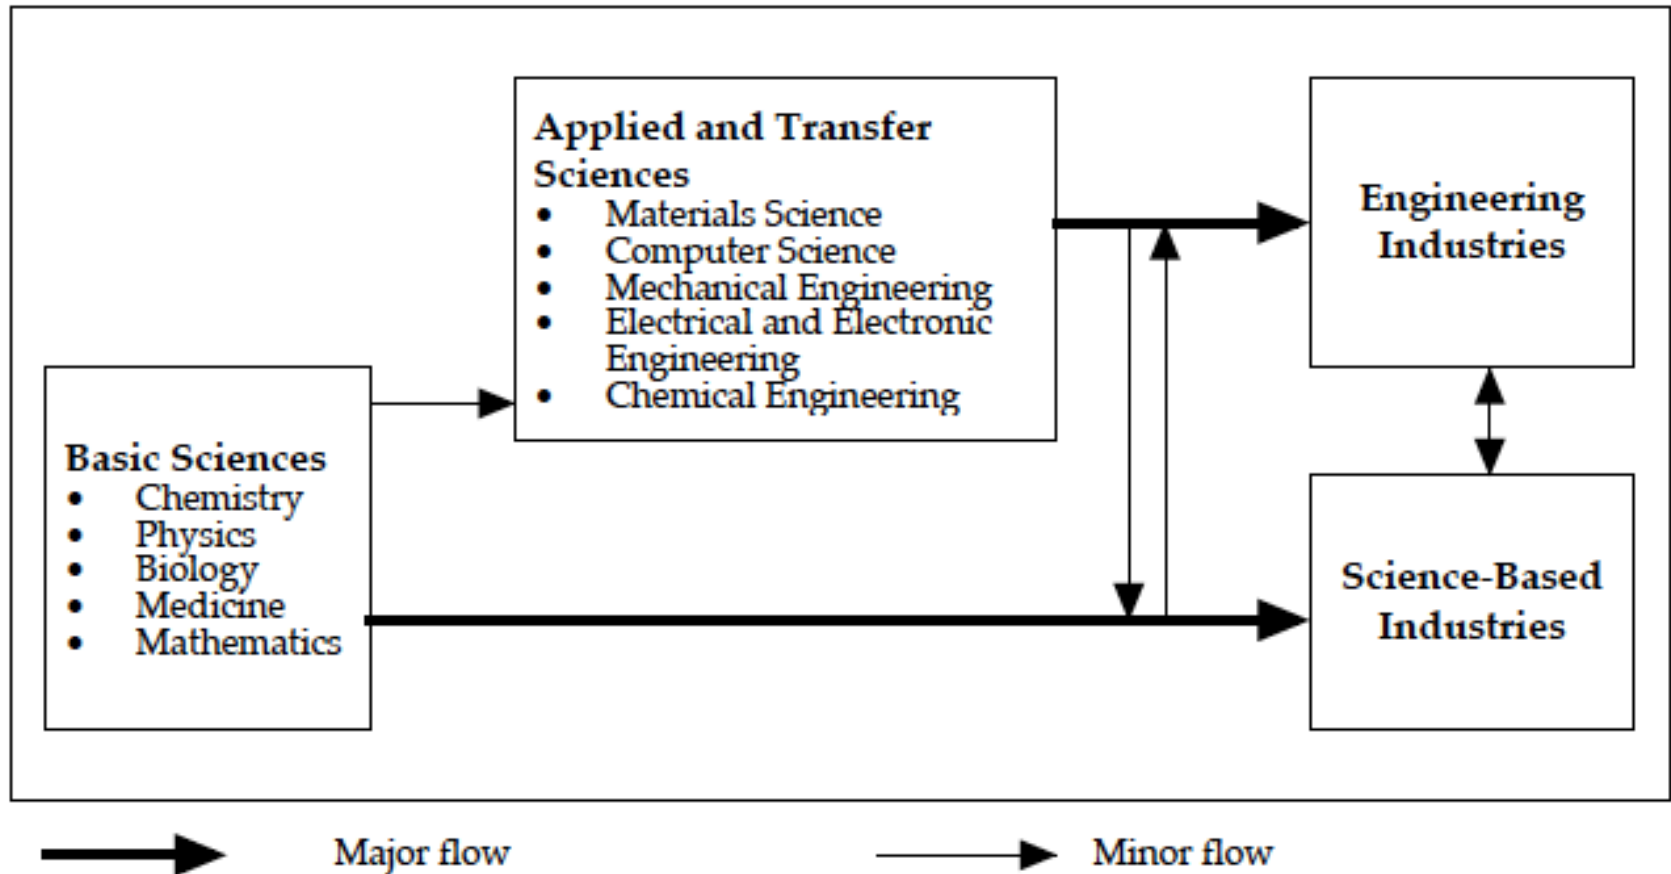 Applied and Transfer
Sciences
• Materials Science
• Computer Science
• Mechanical Engineering
• Electrical and Electronic
Engineering
• Chemical Engineering
Engineering
Industries
Basic Sciences
• Chemistry
• Physics
• Biology
• Medicine
• Mathematics
Science-Based
Industries
Major flow
Minor flow